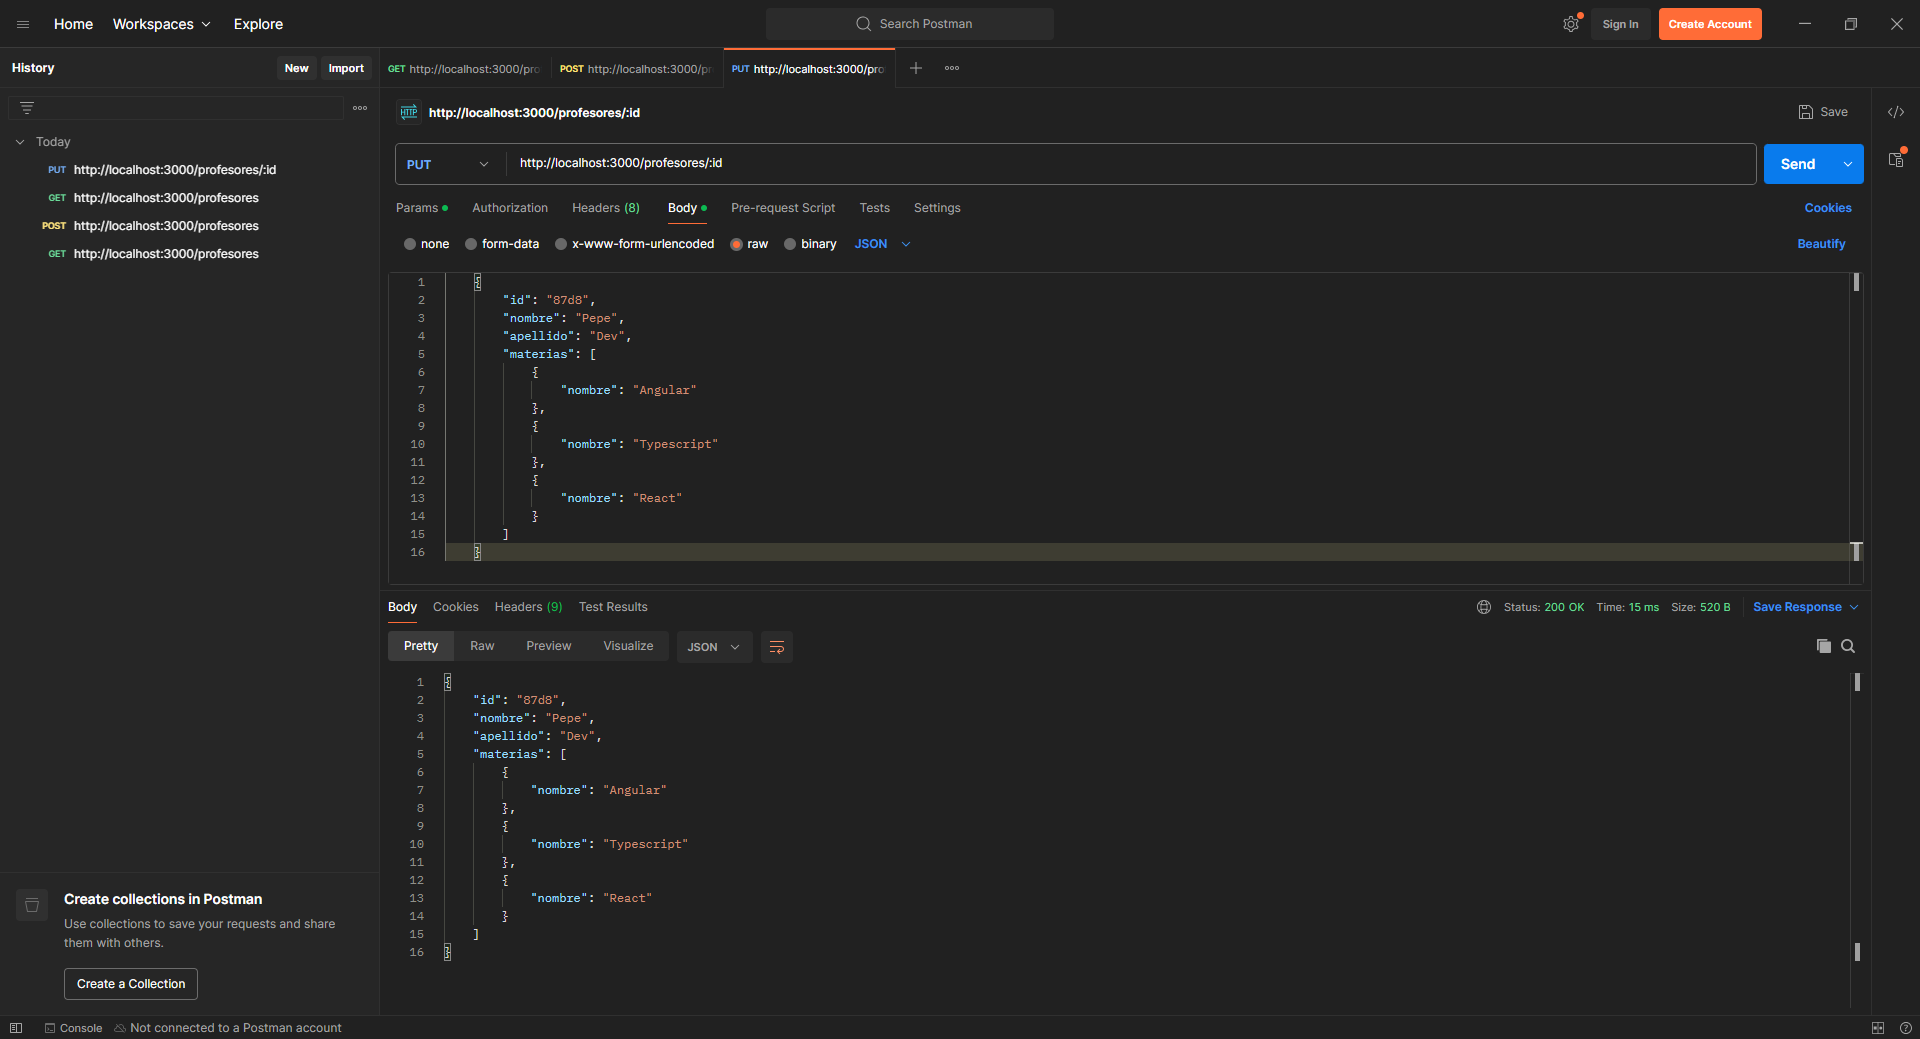 Home Workspaces Explore
Search Postman
Sign In Create Account
History New Import
GET http://localhost:3000/pro
POST http://localhost:3000/pr
PUT http://localhost:3000/pro
HTTP http://localhost:3000/profesores/:id
Save
Today
PUT http://localhost:3000/profesores/:id
GET http://localhost:3000/profesores
POST http://localhost:3000/profesores
GET http://localhost:3000/profesores
PUT http://localhost:3000/profesores/:id
Send
Params Authorization Headers (8) Body Pre-request Script Tests Settings
Cookies
none form-data x-www-form-urlencoded raw binary JSON
Beautify
1 {
2 "id": "87d8",
3 "nombre": "Pepe",
4 "apellido": "Dev",
5 "materias": [
6 {
7 "nombre": "Angular"
8 },
9 {
10 "nombre": "Typescript"
11 },
12 {
13 "nombre": "React"
14 }
15 ]
16 }
Body Cookies Headers (9) Test Results
Status: 200 OK Time: 15 ms Size: 520 B Save Response
Pretty Raw Preview Visualize JSON
1 {
2 "id": "87d8",
3 "nombre": "Pepe",
4 "apellido": "Dev",
5 "materias": [
6 {
7 "nombre": "Angular"
8 },
9 {
10 "nombre": "Typescript"
11 },
12 {
13 "nombre": "React"
14 }
15 ]
16 }
Create collections in Postman
Use collections to save your requests and share
them with others.
Create a Collection
Console Not connected to a Postman account